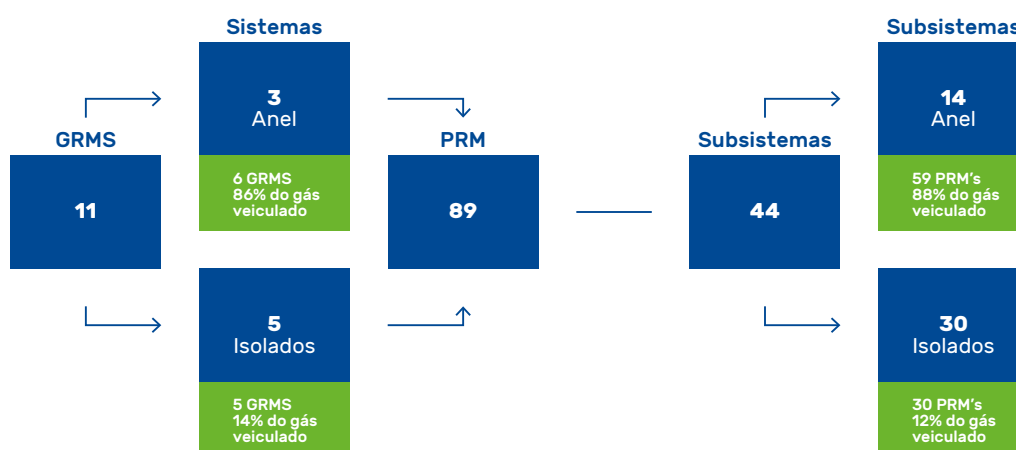 Sistemas
3
Anel
6 GRMS
86% do gás
veiculado
GRMS
11
5
Isolados
5 GRMS
14% do gás
veiculado
PRM
89
Subsistemas
44
Subsistemas
14
Anel
59 PRM's
88% do gás
veiculado
30
Isolados
30 PRM's
12% do gás
veiculado